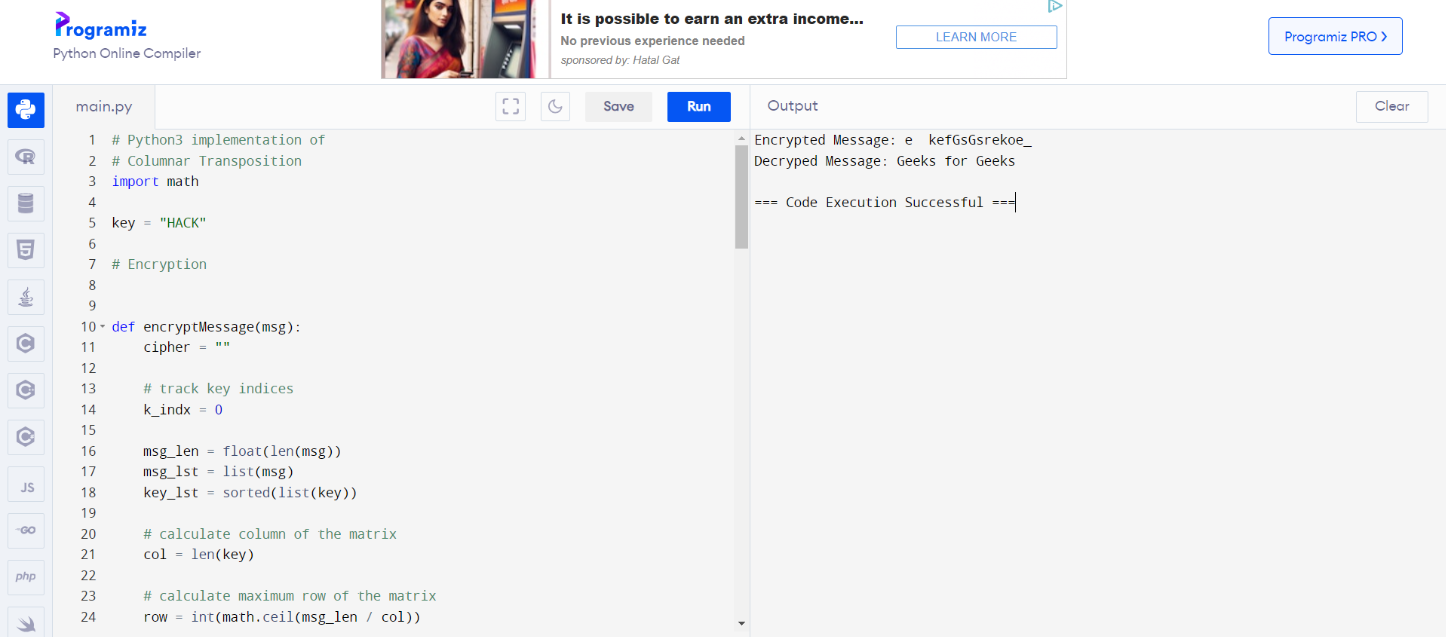 Programiz
Python Online Compiler
It is possible to earn an extra income...
No previous experience needed
sponsored by: Hatal Gat
LEARN MORE
Programiz PRO
main.py
Save
Run
Output
Clear
1 # Python3 implementation of
2 # Columnar Transposition
3 import math
4
5 key = "HACK"
6
7 # Encryption
8
9
10 def encryptMessage(msg):
11     cipher = ""
12
13     # track key indices
14     k_indx = 0
15
16     msg_len = float(len(msg))
17     msg_lst = list(msg)
18     key_lst = sorted(list(key))
19
20     # calculate column of the matrix
21     col = len(key)
22
23     # calculate maximum row of the matrix
24     row = int(math.ceil(msg_len / col))
Encrypted Message: e  kefGsGsrekoe_
Decryped Message: Geeks for Geeks
=== Code Execution Successful ===
R
5
C
C
C
JS
GO
php